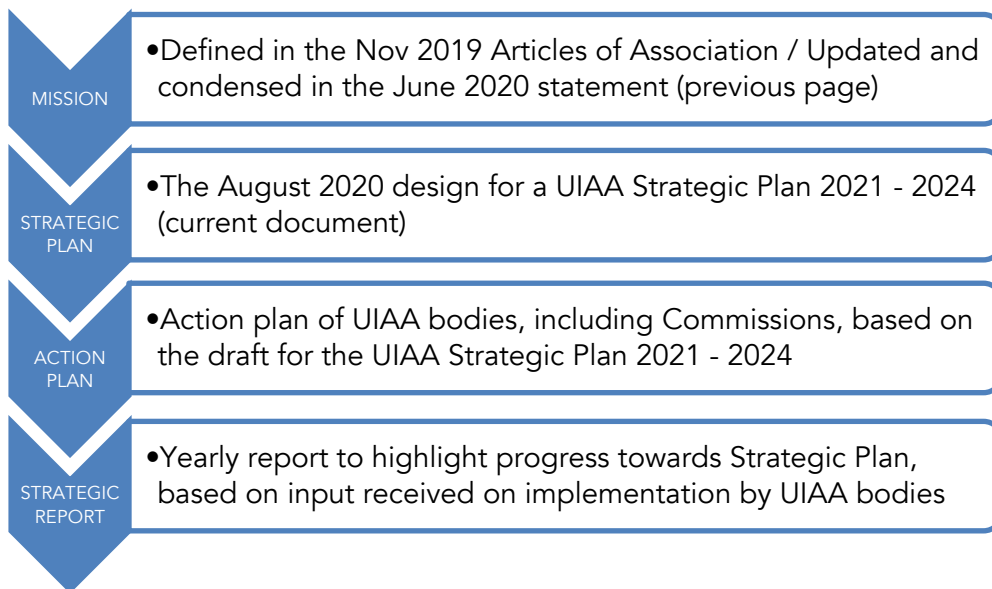 MISSION
•Defined in the Nov 2019 Articles of Association / Updated and
condensed in the June 2020 statement (previous page)
STRATEGIC
PLAN
•The August 2020 design for a UIAA Strategic Plan 2021 - 2024
(current document)
ACTION
PLAN
•Action plan of UIAA bodies, including Commissions, based on
the draft for the UIAA Strategic Plan 2021 - 2024
STRATEGIC
REPORT
•Yearly report to highlight progress towards Strategic Plan,
based on input received on implementation by UIAA bodies